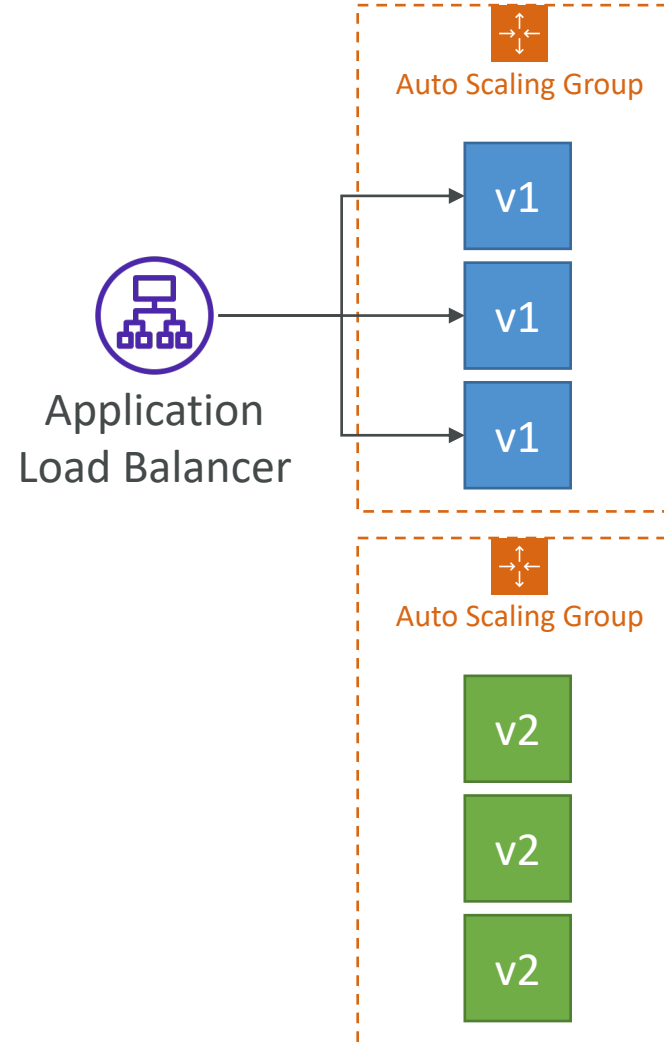 Auto Scaling Group
v1
v1
v1
Application
Load Balancer
Auto Scaling Group
v2
v2
v2